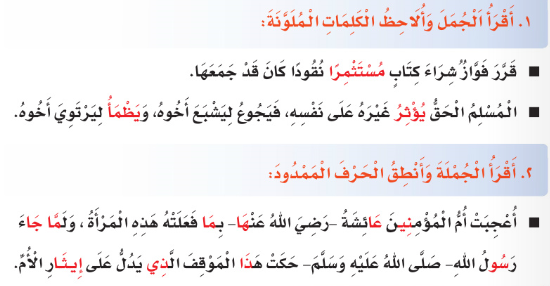 ١. أَقْرَأُ الْجُمَلَ وَأُلَاحِظُ الْكَلِمَاتِ الْمُلَوَّنَةَ:
■ قَرَّرَ فَوَّازٌ شِرَاءَ كِتَابٍ مُسْتَثْمِرًا نُقُودًا كَانَ قَدْ جَمَعَهَا.
■ الْمُسْلِمُ الْحَقُّ يُؤْثِرُ غَيْرَهُ عَلَى نَفْسِهِ، فَيَجُوعُ لِيَشْبَعَ أَخُوهُ، وَيَظْمَأُ لِيَرْتَوِيَ أَخُوهُ.
٢. أَقْرَأُ الْجُمْلَةَ وَأَنْطِقُ الْحَرْفَ الْمَمْدُودَ:
■ أُعْجِبَتْ أُمُّ الْمُؤْمِنِينَ عَائِشَةُ -رَضِيَ اللهُ عَنْهَا- بِمَا فَعَلَتْهُ هَذِهِ الْمَرْأَةُ ، وَلَمَّا جَاءَ
رَسُولُ اللهِ- صَلَّى اللهُ عَلَيْهِ وَسَلَّمَ- حَكَتْ هَذَا الْمَوْقِفَ الَّذِي يَدُلُّ عَلَى إِيثَارِ الْأُمِّ.